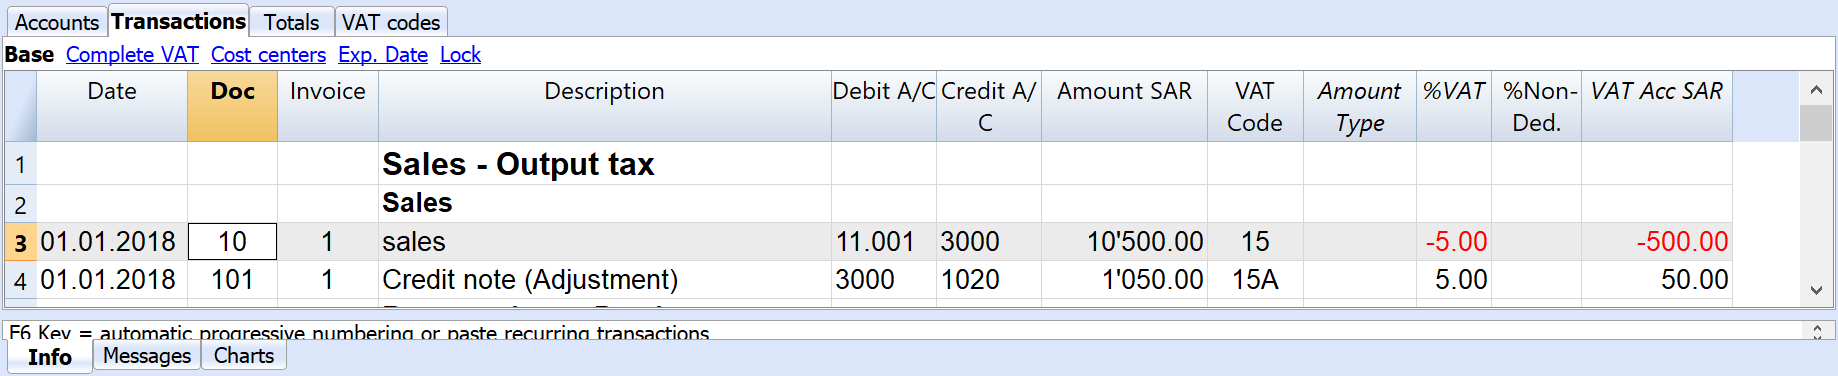 Accounts Transactions Totals VAT codes
Base Complete VAT Cost centers Exp. Date Lock
Date Doc Invoice Description Debit A/C Credit A/ Amount SAR VAT Amount %VAT %Non- VAT Acc SAR
C Code Type Ded.
1 Sales - Output tax
2 Sales
3 01.01.2018 10 1 sales 11.001 3000 10'500.00 15 -5.00 -500.00
4 01.01.2018 101 1 Credit note (Adjustment) 3000 1020 1'050.00 15A 5.00 50.00
F6 Key = automatic progressive numbering or paste recurring transactions
Info Messages Charts